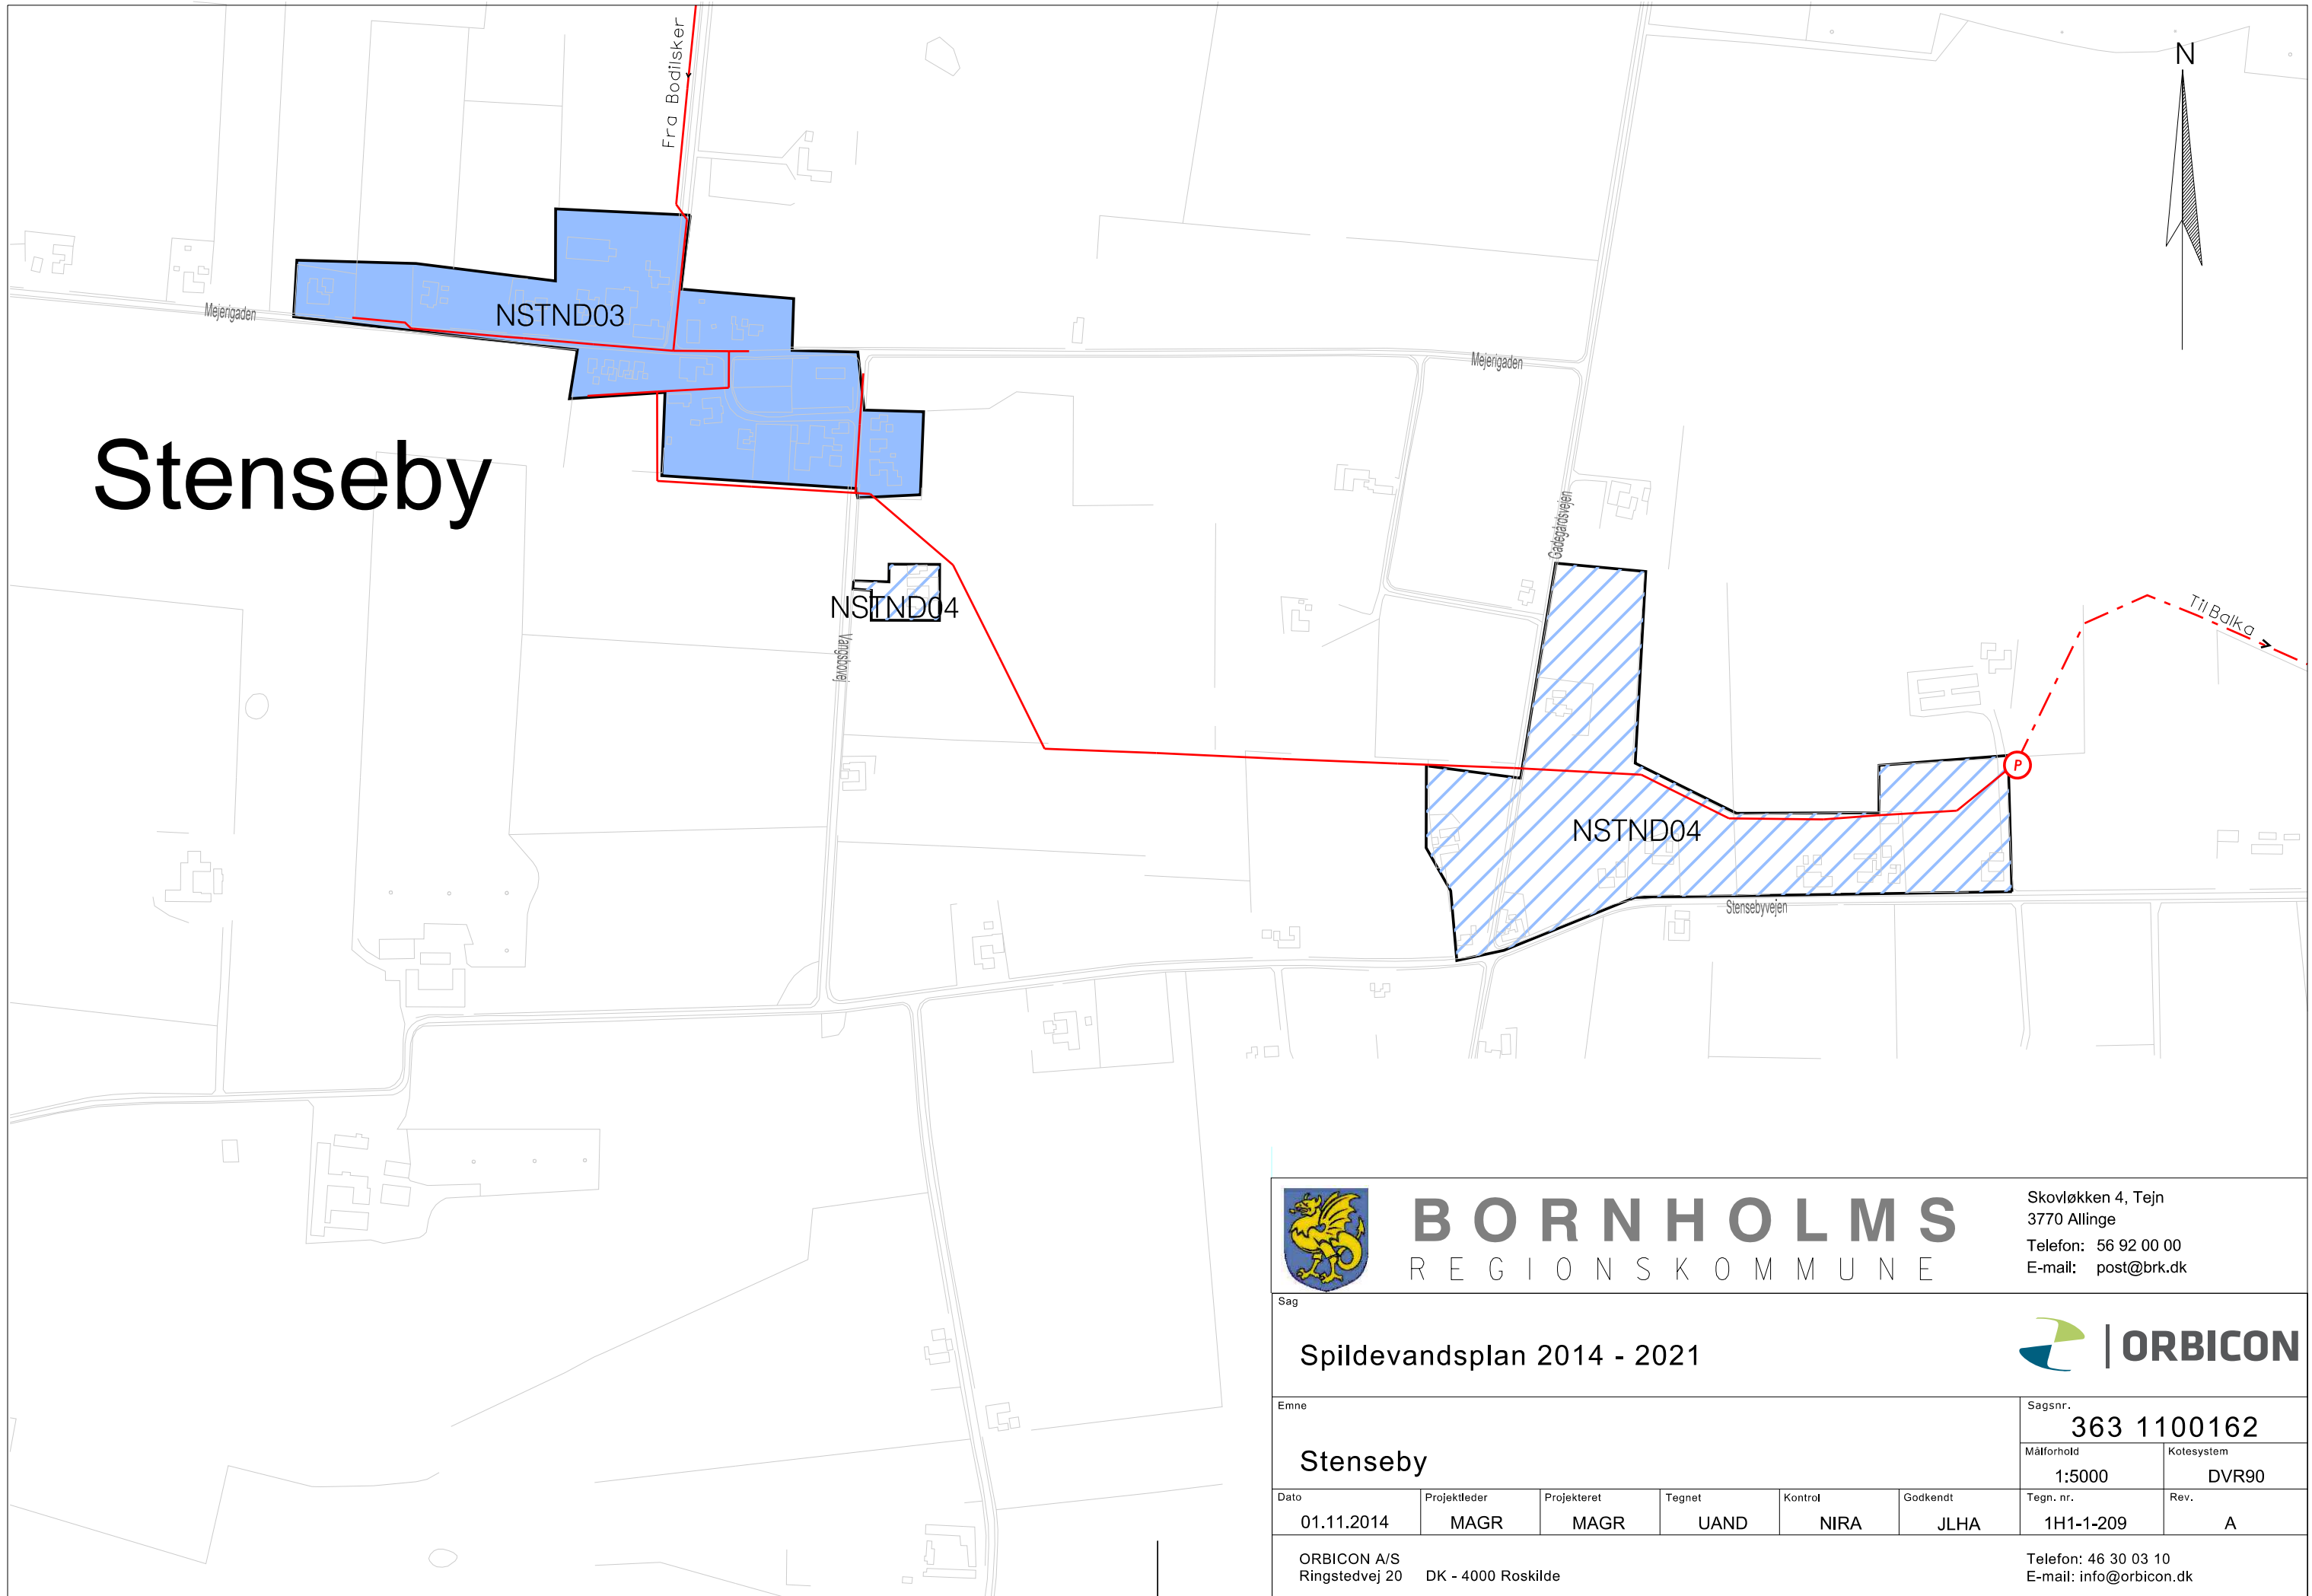 Fra Bodilsker
N
Mejerigaden
NSTND03
Mejerigaden
Stenseby
Gadegårdsvejen
NSTND04
Vangsbovej
Til Balka
P
NSTND04
Stensebyvejen
BORNHOLMS
REGIONSKOMMUNE
Skovløkken 4, Tejn
3770 Allinge
Telefon: 56 92 00 00
E-mail: post@brk.dk
Sag
Spildevandsplan 2014 - 2021
ORBICON
Emne
Stenseby
Sagsnr.
363 1100162
Målforhold
1:5000
Kotesystem
DVR90
Dato
01.11.2014
Projektleder
MAGR
Projekteret
MAGR
Tegnet
UAND
Kontrol
NIRA
Godkendt
JLHA
Tegn. nr.
1H1-1-209
Rev.
A
ORBICON A/S
Ringstedvej 20 DK - 4000 Roskilde
Telefon: 46 30 03 10
E-mail: info@orbicon.dk